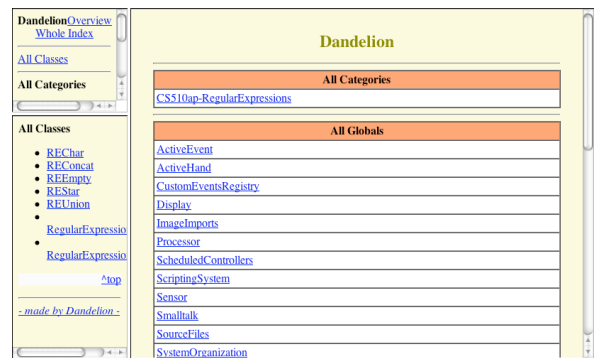 DandelionOverview
Whole Index
All Classes
All Categories
All Classes
REChar
REConcat
REEmpty
REStar
REUnion
RegularExpressio
RegularExpressio
^top
- made by Dandelion -
Dandelion
All Categories
CS510ap-RegularExpressions
All Globals
ActiveEvent
ActiveHand
CustomEventsRegistry
Display
ImageImports
Processor
ScheduledControllers
ScriptingSystem
Sensor
Smalltalk
SourceFiles
SystemOrganization